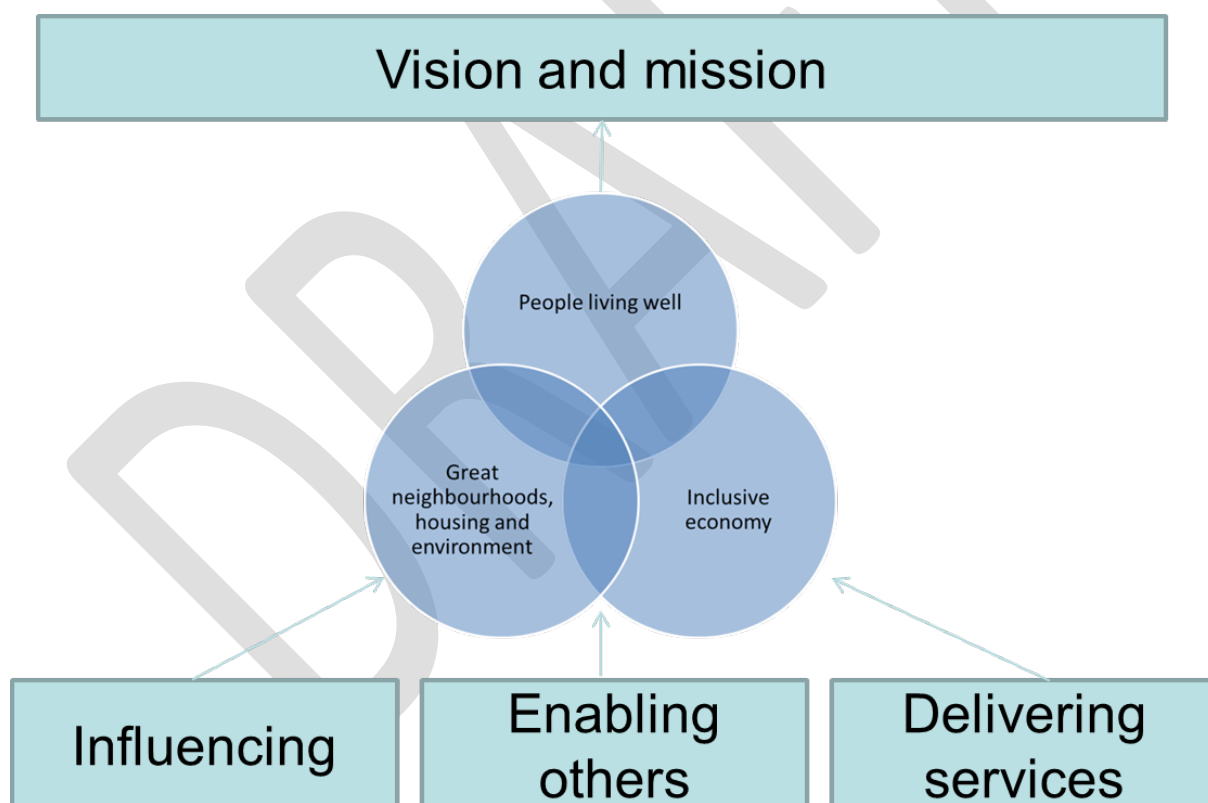 Vision and mission
People living well
Great
neighbourhoods,
housing and
environment
Inclusive
economy
Influencing
Enabling
others
Delivering
services
DRAFT